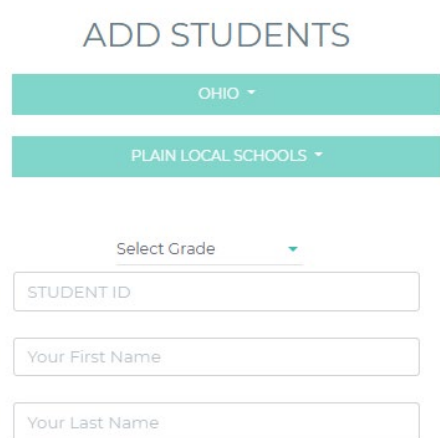 ADD STUDENTS
OHIO
PLAIN LOCAL SCHOOLS
Select Grade
STUDENT ID
Your First Name
Your Last Name